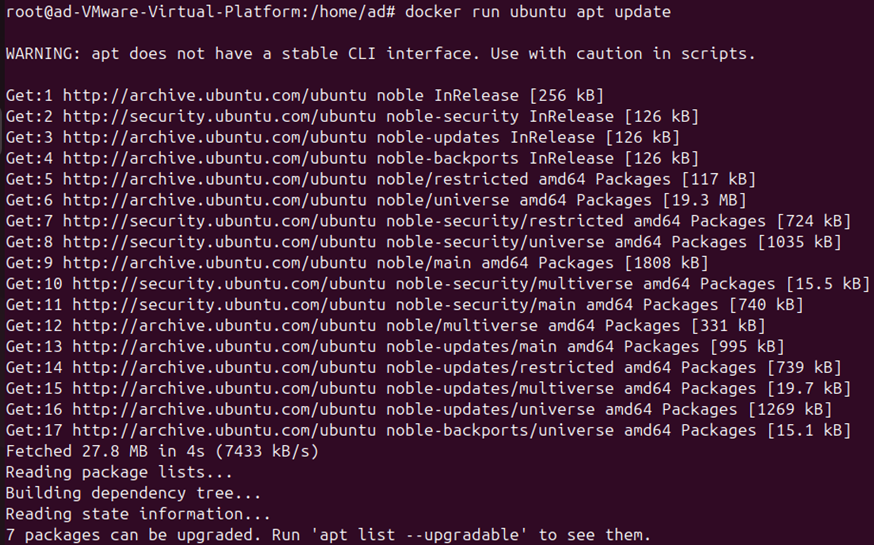 root@ad-VMware-Virtual-Platform:/home/ad# docker run ubuntu apt update
WARNING: apt does not have a stable CLI interface. Use with caution in scripts.
Get:1 http://archive.ubuntu.com/ubuntu noble InRelease [256 kB]
Get:2 http://security.ubuntu.com/ubuntu noble-security InRelease [126 kB]
Get:3 http://archive.ubuntu.com/ubuntu noble-updates InRelease [126 kB]
Get:4 http://archive.ubuntu.com/ubuntu noble-backports InRelease [126 kB]
Get:5 http://archive.ubuntu.com/ubuntu noble/restricted amd64 Packages [117 kB]
Get:6 http://archive.ubuntu.com/ubuntu noble/universe amd64 Packages [19.3 MB]
Get:7 http://security.ubuntu.com/ubuntu noble-security/restricted amd64 Packages [724 kB]
Get:8 http://security.ubuntu.com/ubuntu noble-security/universe amd64 Packages [1035 kB]
Get:9 http://archive.ubuntu.com/ubuntu noble/main amd64 Packages [1808 kB]
Get:10 http://security.ubuntu.com/ubuntu noble-security/multiverse amd64 Packages [15.5 kB]
Get:11 http://security.ubuntu.com/ubuntu noble-security/main amd64 Packages [740 kB]
Get:12 http://archive.ubuntu.com/ubuntu noble/multiverse amd64 Packages [331 kB]
Get:13 http://archive.ubuntu.com/ubuntu noble-updates/main amd64 Packages [995 kB]
Get:14 http://archive.ubuntu.com/ubuntu noble-updates/restricted amd64 Packages [739 kB]
Get:15 http://archive.ubuntu.com/ubuntu noble-updates/multiverse amd64 Packages [19.7 kB]
Get:16 http://archive.ubuntu.com/ubuntu noble-updates/universe amd64 Packages [1269 kB]
Get:17 http://archive.ubuntu.com/ubuntu noble-backports/universe amd64 Packages [15.1 kB]
Fetched 27.8 MB in 4s (7433 kB/s)
Reading package lists...
Building dependency tree...
Reading state information...
7 packages can be upgraded. Run 'apt list --upgradable' to see them.